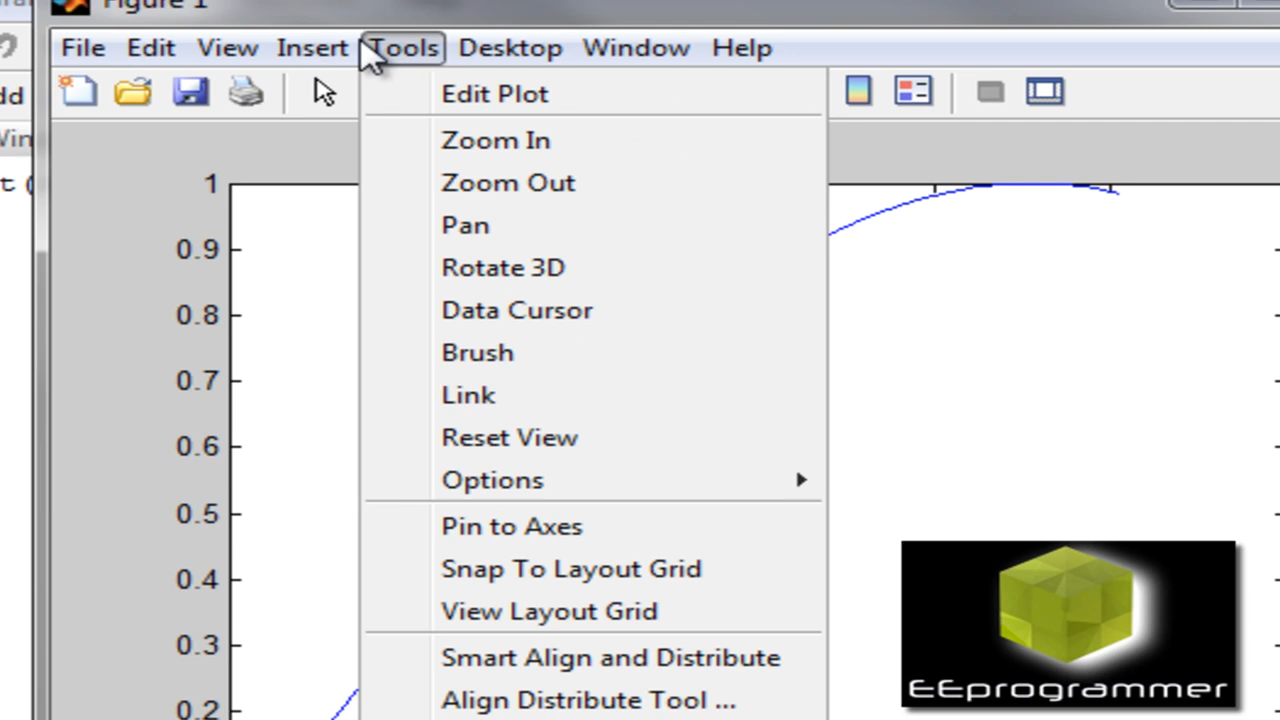 Figure 1
File Edit View Insert Tools Desktop Window Help
dd
Edit Plot
Zoom In
Zoom Out
Pan
Rotate 3D
Data Cursor
Brush
Link
Reset View
Options
Pin to Axes
Snap To Layout Grid
View Layout Grid
Smart Align and Distribute
Align Distribute Tool ...
Win
t (
1
0.9
0.8
0.7
0.6
0.5
0.4
0.3
0.2
EEprogrammer